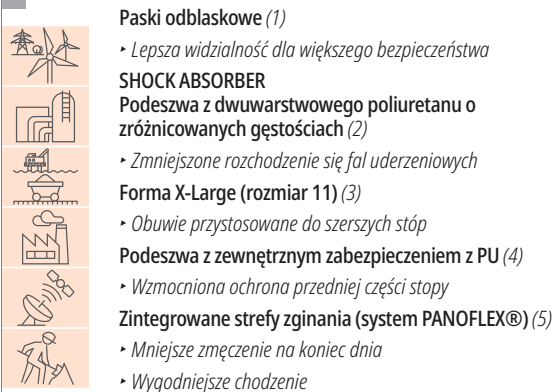 Paski odblaskowe (1)
‣ Lepsza widzialność dla większego bezpieczeństwa
SHOCK ABSORBER
Podeszwa z dwuwarstwowego poliuretanu o
zróżnicowanych gęstościach (2)
‣ Zmniejszone rozchodzenie się fal uderzeniowych
Forma X-Large (rozmiar 11) (3)
‣ Obuwie przystosowane do szerszych stóp
Podeszwa z zewnętrznym zabezpieczeniem z PU (4)
‣ Wzmocniona ochrona przedniej części stopy
Zintegrowane strefy zginania (system PANOFLEX®) (5)
‣ Mniejsze zmęczenie na koniec dnia
‣ Wygodniejsze chodzenie